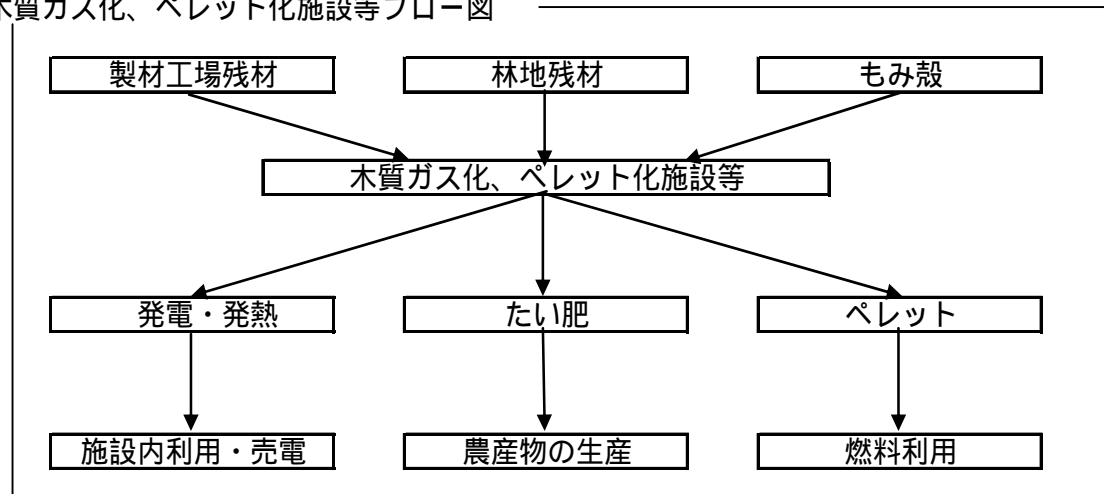 木質ガス化、ペレット化施設等フロー図
製材工場残材
林地残材
もみ殻
木質ガス化、ペレット化施設等
発電・発熱
たい肥
ペレット
施設内利用・売電
農産物の生産
燃料利用